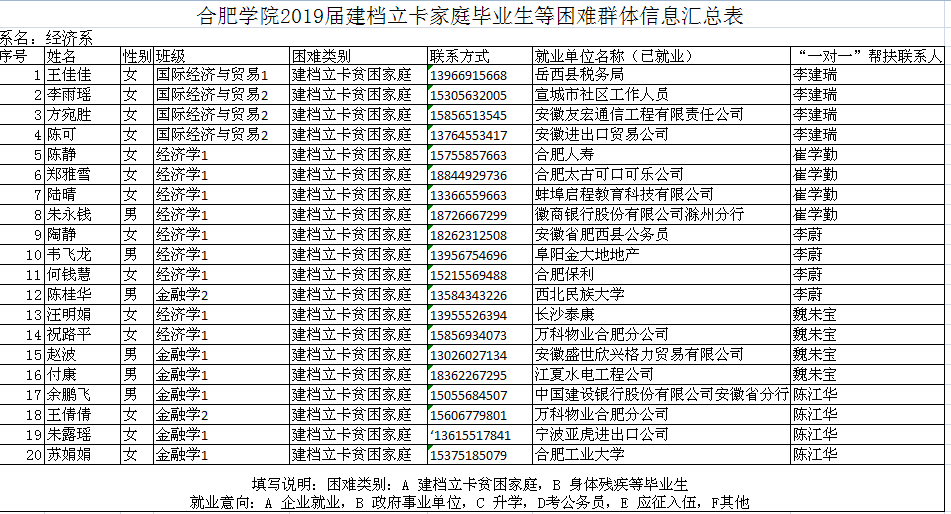 合肥学院2019届建档立卡家庭毕业生等困难群体信息汇总表
系名：经济系
序号 姓名 性别 班级 困难类别 联系方式 就业单位名称（已就业） “一对一”帮扶联系人
1 王佳佳 女 国际经济与贸易1 建档立卡贫困家庭 13966915668 岳西县税务局 李建瑞
2 李雨瑶 女 国际经济与贸易2 建档立卡贫困家庭 15305632005 宣城市社区工作人员 李建瑞
3 方宛胜 女 国际经济与贸易2 建档立卡贫困家庭 15856513545 安徽友宏通信工程有限责任公司 李建瑞
4 陈可 女 国际经济与贸易2 建档立卡贫困家庭 13764553417 安徽进出口贸易公司 李建瑞
5 陈静 女 经济学1 建档立卡贫困家庭 15755857663 合肥人寿 崔学勤
6 郑雅雪 女 经济学1 建档立卡贫困家庭 18844929736 合肥太古可口可乐公司 崔学勤
7 陆晴 女 经济学1 建档立卡贫困家庭 13366559663 蚌埠启程教育科技有限公司 崔学勤
8 朱永钱 男 经济学1 建档立卡贫困家庭 18726667299 徽商银行股份有限公司滁州分行 崔学勤
9 陶静 女 经济学1 建档立卡贫困家庭 18262312508 安徽省肥西县公务员 李蔚
10 韦飞龙 男 经济学1 建档立卡贫困家庭 13956754696 阜阳金大地地产 李蔚
11 何钱慧 女 经济学1 建档立卡贫困家庭 15215569488 合肥保利 李蔚
12 陈桂华 男 金融学2 建档立卡贫困家庭 13584343226 西北民族大学 李蔚
13 汪明娟 女 经济学1 建档立卡贫困家庭 13955526394 长沙泰康 魏朱宝
14 祝路平 女 经济学1 建档立卡贫困家庭 15856934073 万科物业合肥分公司 魏朱宝
15 赵波 男 金融学1 建档立卡贫困家庭 13026027134 安徽盛世欣兴格力贸易有限公司 魏朱宝
16 付康 男 金融学1 建档立卡贫困家庭 18362267295 江夏水电工程公司 魏朱宝
17 余鹏飞 男 金融学1 建档立卡贫困家庭 15055684507 中国建设银行股份有限公司安徽省分行 陈江华
18 王倩倩 女 金融学2 建档立卡贫困家庭 15606779801 万科物业合肥分公司 陈江华
19 朱露瑶 女 金融学1 建档立卡贫困家庭 ‘13615517841 宁波亚虎进出口公司 陈江华
20 苏娟娟 女 金融学1 建档立卡贫困家庭 15375185079 合肥工业大学 陈江华
填写说明：困难类别：A 建档立卡贫困家庭，B 身体残疾等毕业生
就业意向：A 企业就业，B 政府事业单位，C 升学，D考公务员，E 应征入伍，F其他